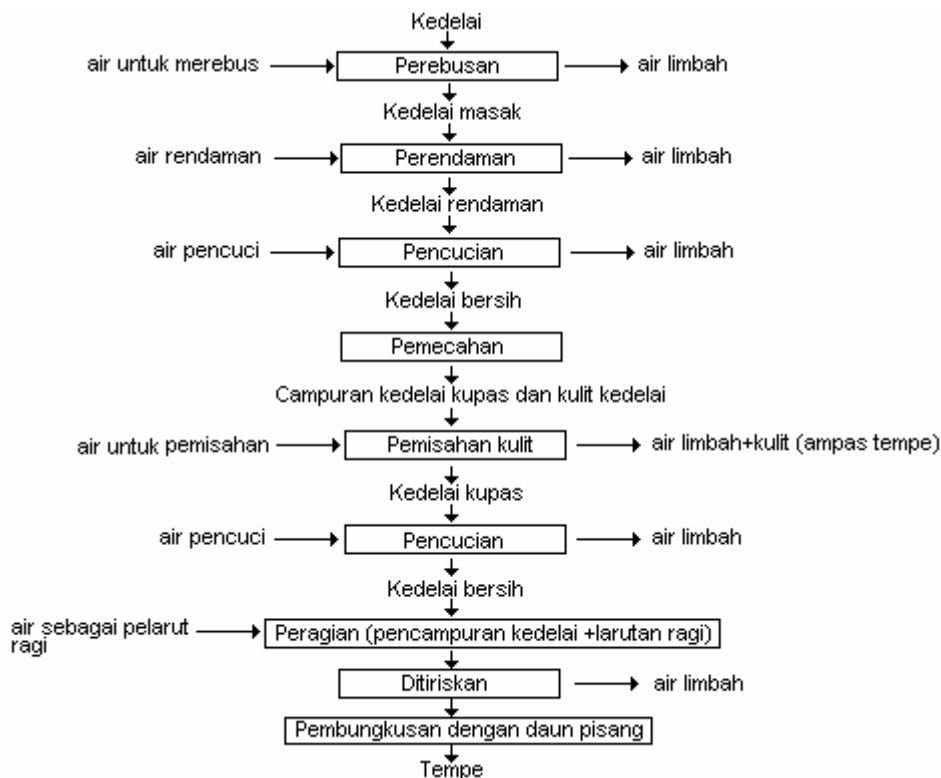 Kedelai
air untuk merebus Perebusan air limbah
Kedelai masak
air rendaman Perendaman air limbah
Kedelai rendaman
air pencuci Pencucian air limbah
Kedelai bersih
Pemecahan
Campuran kedelai kupas dan kulit kedelai
air untuk pemisahan Pemisahan kulit air limbah+kulit (ampas tempe)
Kedelai kupas
air pencuci Pencucian air limbah
Kedelai bersih
air sebagai pelarut
ragi
Peragian (pencampuran kedelai +larutan ragi)
Ditiriskan air limbah
Pembungkusan dengan daun pisang
Tempe